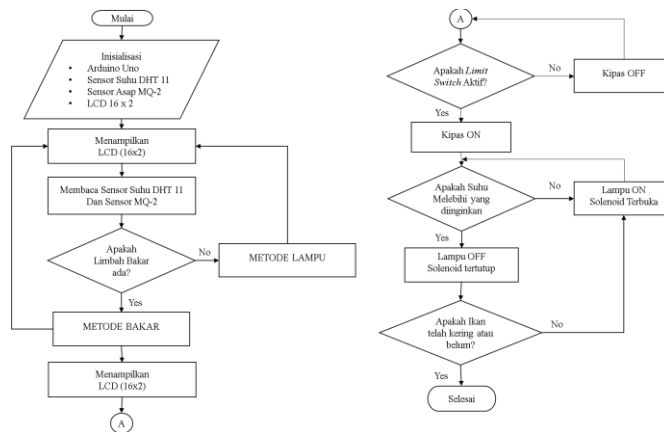 Mulai
Inisialisasi
• Arduino Uno
• Sensor Suhu DHT 11
• Sensor Asap MQ-2
• LCD 16 x 2
Menampilkan
LCD (16x2)
Membaca Sensor Suhu DHT 11
Dan Sensor MQ-2
Apakah
Limbah Bakar
ada?
No
METODE LAMPU
Yes
METODE BAKAR
Menampilkan
LCD (16x2)
A
A
Apakah Limit
Switch Aktif?
No
Kipas OFF
Yes
Kipas ON
Apakah Suhu
Melebihi yang
diinginkan
No
Lampu ON
Solenoid Terbuka
Yes
Lampu OFF
Solenoid tertutup
Apakah Ikan
telah kering atau
belum?
No
Yes
Selesai